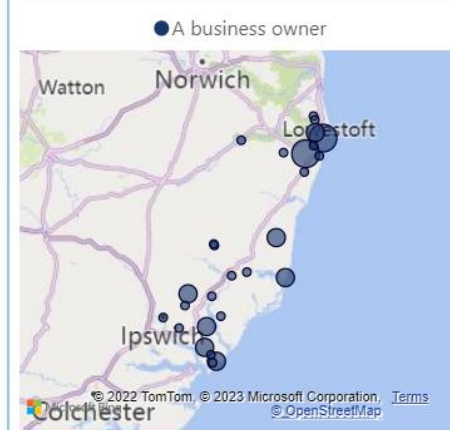 A business owner
Norwich
Watton
Lowestoft
Ipswich
© 2022 TomTom, © 2023 Microsoft Corporation, Terms
Colchester
© OpenStreetMap